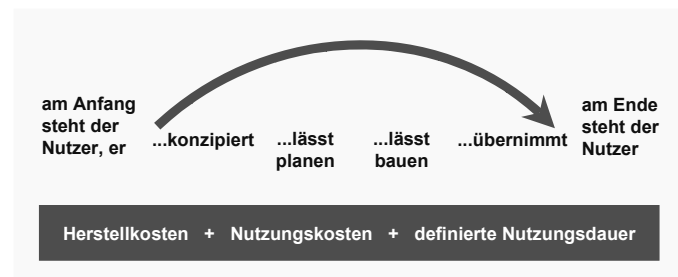 am Anfang
steht der
Nutzer, er
...konzipiert
...lässt
planen
...lässt
bauen
...übernimmt
am Ende
steht der
Nutzer
Herstellkosten + Nutzungskosten + definierte Nutzungsdauer